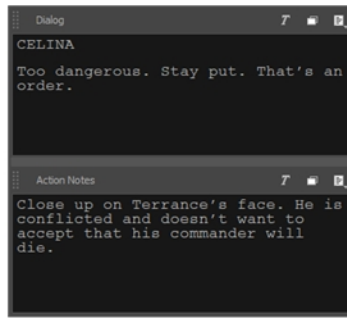 Dialog
CELINA
Too dangerous. Stay put. That's an
order.
Action Notes
Close up on Terrance's face. He is
conflicted and doesn't want to
accept that his commander will
die.